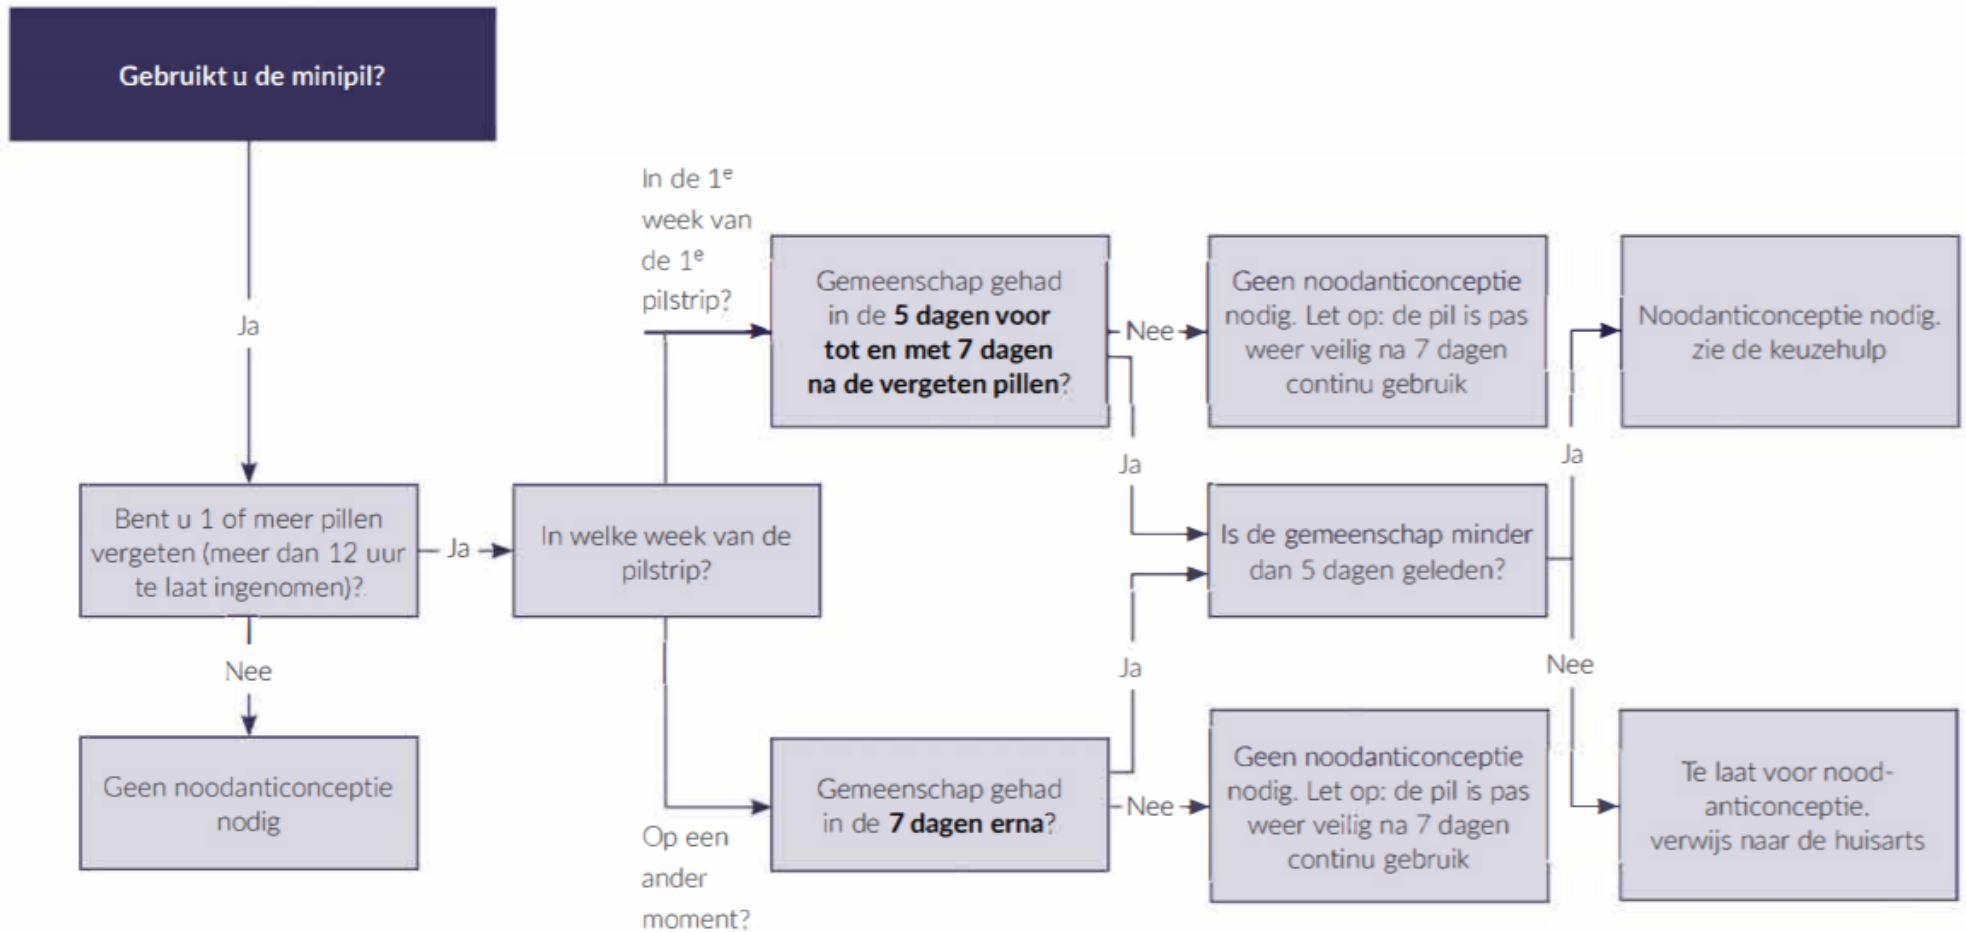 Gebruikt u de minipil?
Ja
Bent u 1 of meer pillen
vergeten (meer dan 12 uur
te laat ingenomen)?
Nee
Geen noodanticonceptie
nodig
Ja
In welke week van de
pilstrip?
In de 1e
week van
de 1e
pilstrip?
Gemeenschap gehad
in de 5 dagen voor
tot en met 7 dagen
na de vergeten pillen?
Nee
Geen noodanticonceptie
nodig. Let op: de pil is pas
weer veilig na 7 dagen
continu gebruik
Ja
Op een
ander
moment?
Gemeenschap gehad
in de 7 dagen erna?
Nee
Geen noodanticonceptie
nodig. Let op: de pil is pas
weer veilig na 7 dagen
continu gebruik
Ja
Is de gemeenschap minder
dan 5 dagen geleden?
Ja
Noodanticonceptie nodig.
zie de keuzehulp
Nee
Te laat voor nood-
anticonceptie.
verwijs naar de huisarts